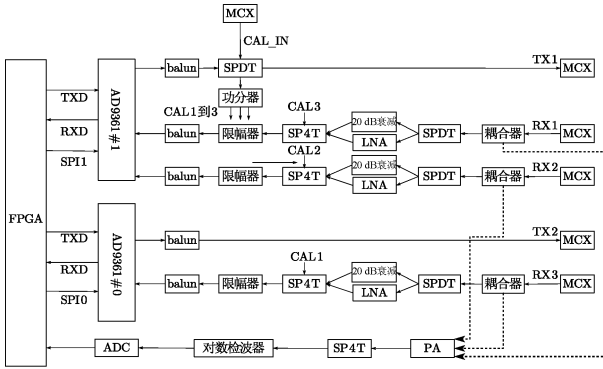 MCX
CAL_IN
TX1
balun
SPDT
MCX
TXD
AD9361#1
功分器
CAL1到3
CAL3
RXD
balun
限幅器
SP4T
20 dB衰减
LNA
SPDT
耦合器
RX1
MCX
SPI1
CAL2
balun
限幅器
SP4T
20 dB衰减
LNA
SPDT
耦合器
RX2
MCX
FPGA
TXD
AD9361#0
balun
TX2
MCX
RXD
CAL1
SPI0
balun
限幅器
SP4T
20 dB衰减
LNA
SPDT
耦合器
RX3
MCX
ADC
对数检波器
SP4T
PA